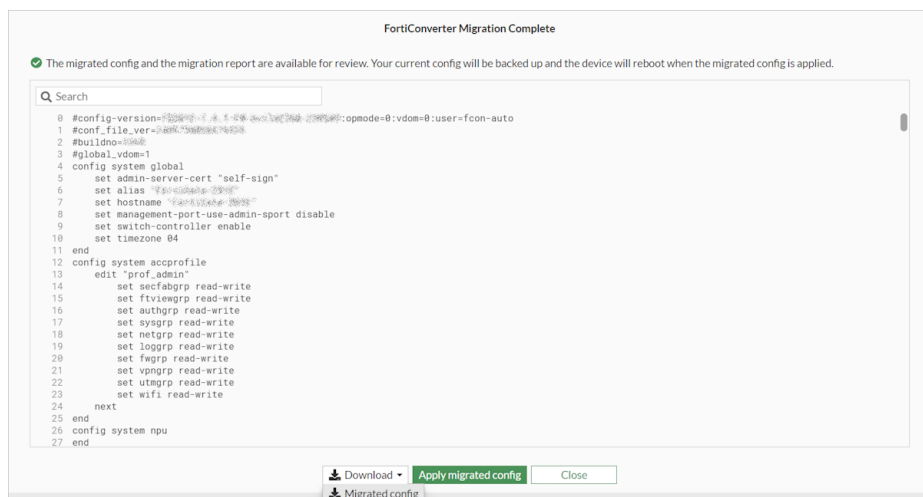 FortiConverter Migration Complete
The migrated config and the migration report are available for review. Your current config will be backed up and the device will reboot when the migrated config is applied.
Search
0 #config-version= :opmode=0:vdom=0:user=fcon-auto
1 #conf_file_ver=
2 #buildno=
3 #global_vdom=1
4 config system global
5 set admin-server-cert "self-sign"
6 set alias
7 set hostname
8 set management-port-use-admin-sport disable
9 set switch-controller enable
10 set timezone 04
11 end
12 config system accprofile
13 edit "prof_admin"
14 set secfabgrp read-write
15 set ftviewgrp read-write
16 set authgrp read-write
17 set sysgrp read-write
18 set netgrp read-write
19 set loggrp read-write
20 set fwgrp read-write
21 set vpngrp read-write
22 set utmgrp read-write
23 set wifi read-write
24 next
25 end
26 config system npu
27 end
Download Apply migrated config Close
Migrated config